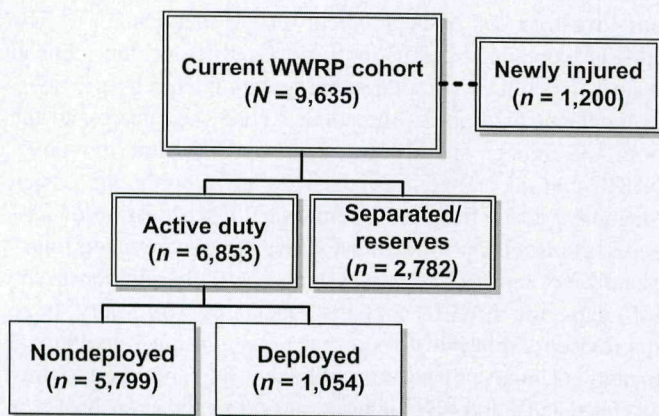 Current WWRP cohort
(N = 9,635)
Newly injured
(n = 1,200)
Active duty
(n = 6,853)
Separated/
reserves
(n = 2,782)
Nondeployed
(n = 5,799)
Deployed
(n = 1,054)